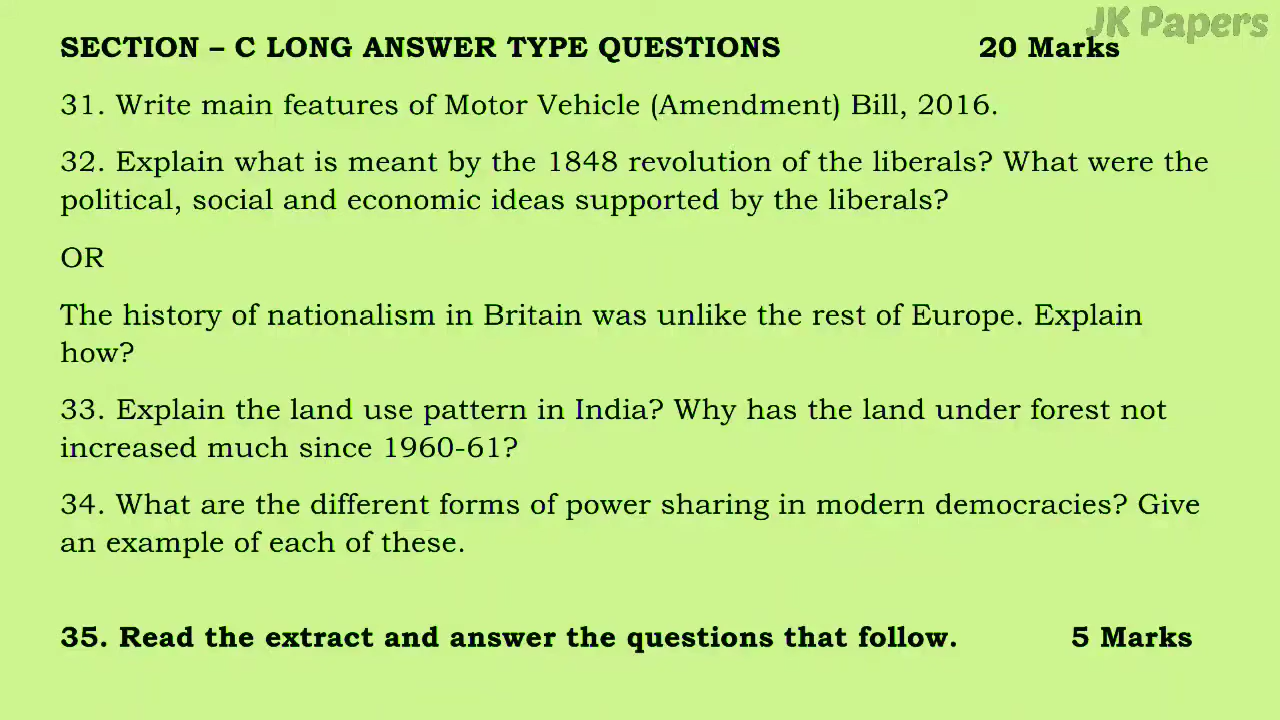 JK Papers
SECTION – C LONG ANSWER TYPE QUESTIONS 20 Marks
31. Write main features of Motor Vehicle (Amendment) Bill, 2016.
32. Explain what is meant by the 1848 revolution of the liberals? What were the
political, social and economic ideas supported by the liberals?
OR
The history of nationalism in Britain was unlike the rest of Europe. Explain
how?
33. Explain the land use pattern in India? Why has the land under forest not
increased much since 1960-61?
34. What are the different forms of power sharing in modern democracies? Give
an example of each of these.
35. Read the extract and answer the questions that follow. 5 Marks